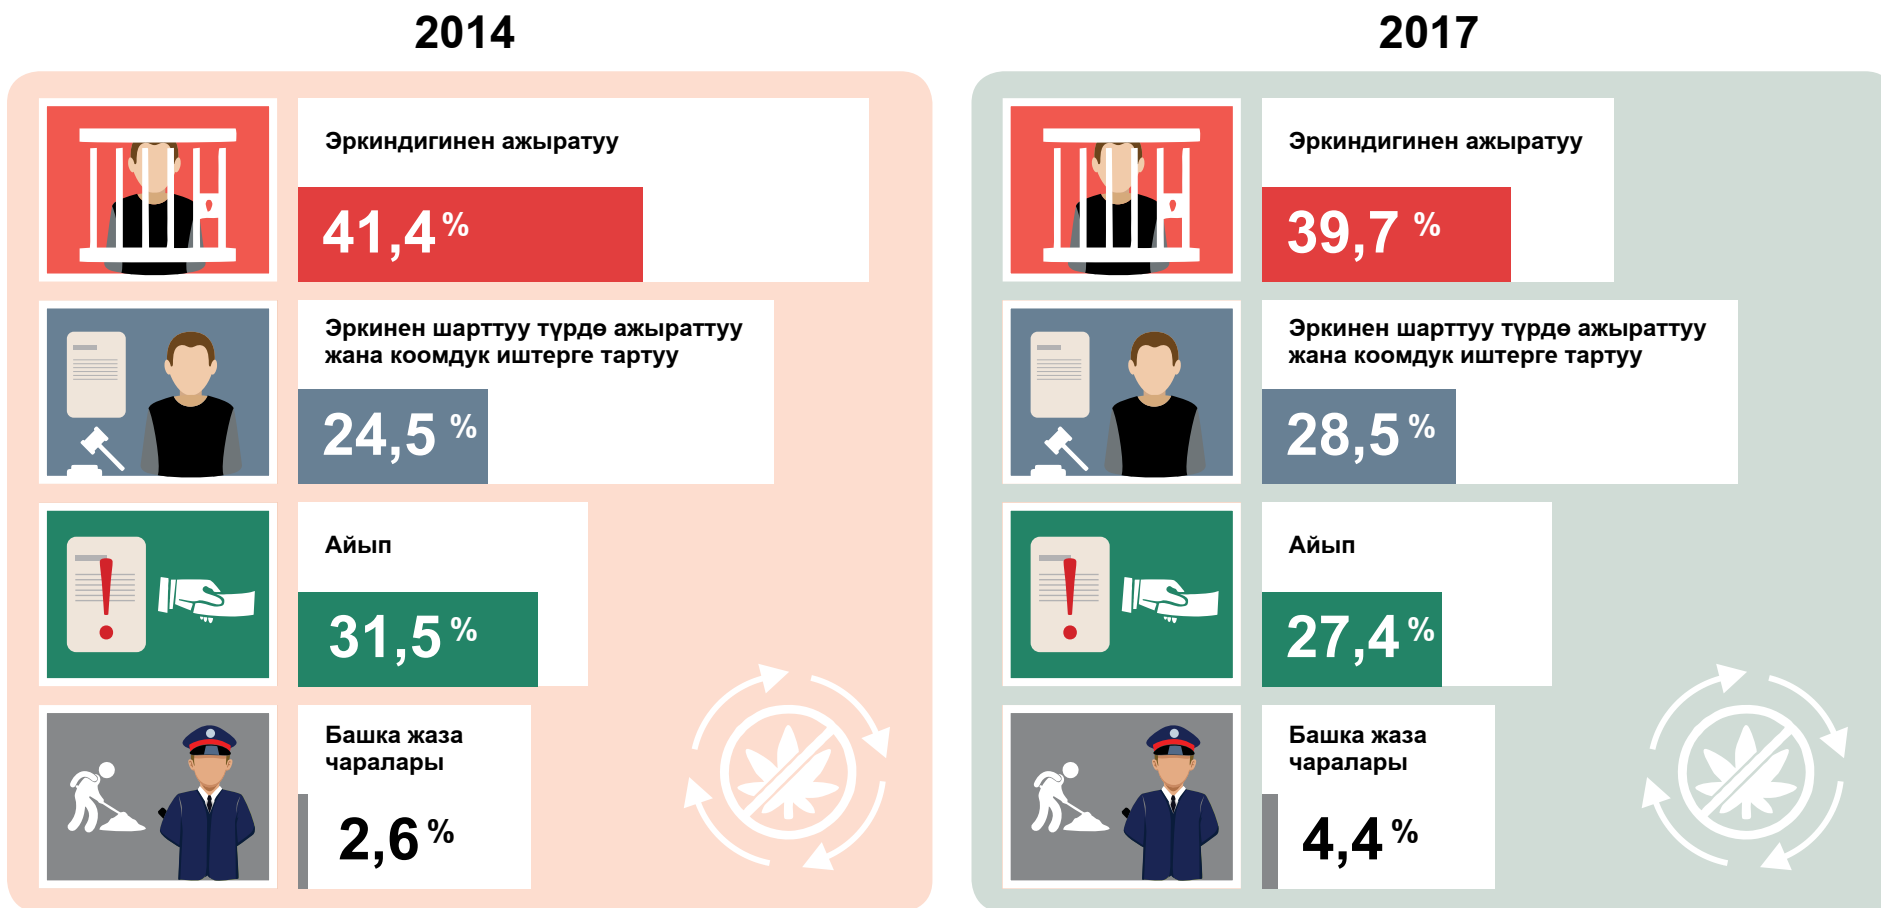 2014
Эркиндигинен ажыратуу
41,4 %
Эркинен шарттуу түрдө ажыраттуу
жана коомдук иштерге тартуу
24,5 %
Айып
31,5 %
Башка жаза
чаралары
2,6 %
2017
Эркиндигинен ажыратуу
39,7 %
Эркинен шарттуу түрдө ажыраттуу
жана коомдук иштерге тартуу
28,5 %
Айып
27,4 %
Башка жаза
чаралары
4,4 %